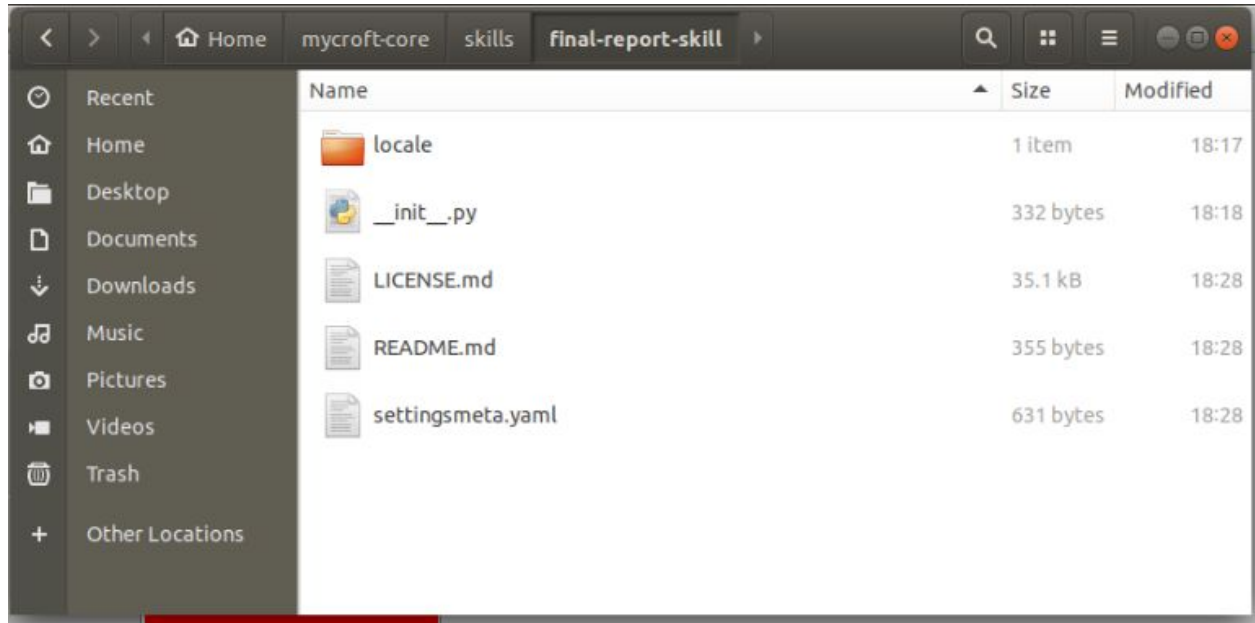 Home mycroft-core skills final-report-skill
Name Size Modified
Recent
Home
Desktop
Documents
Downloads
Music
Pictures
Videos
Trash
Other Locations
locale 1 item 18:17
__init__.py 332 bytes 18:18
LICENSE.md 35.1 kB 18:28
README.md 355 bytes 18:28
settingsmeta.yaml 631 bytes 18:28